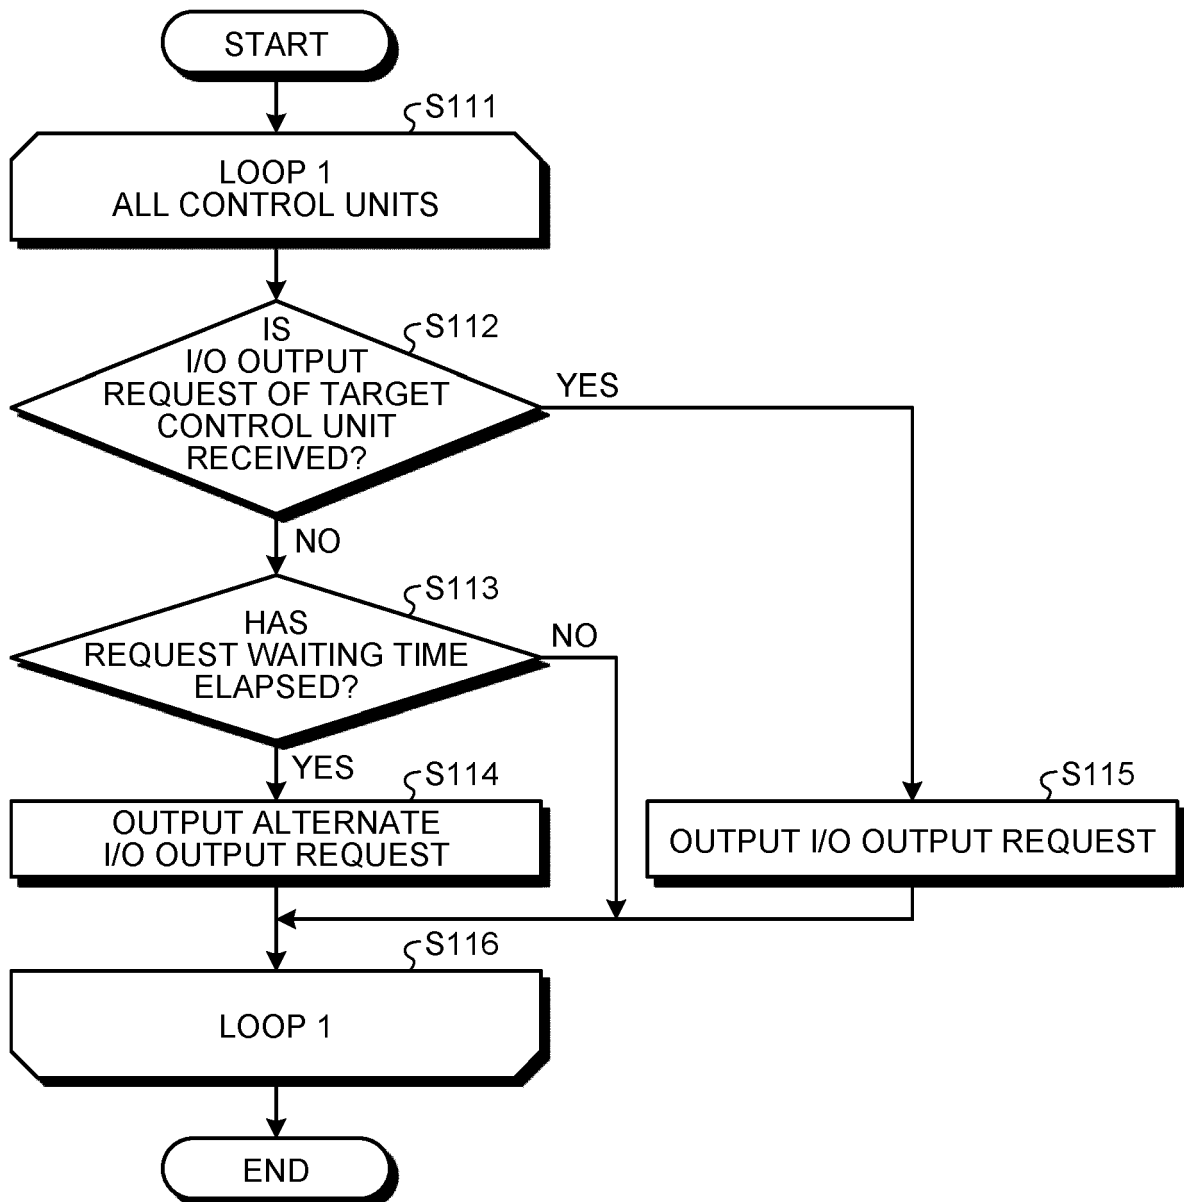 START
S111
LOOP 1
ALL CONTROL UNITS
S112
IS
I/O OUTPUT
REQUEST OF TARGET
CONTROL UNIT
RECEIVED?
YES
NO
S113
HAS
REQUEST WAITING TIME
ELAPSED?
NO
YES
S114
OUTPUT ALTERNATE
I/O OUTPUT REQUEST
S115
OUTPUT I/O OUTPUT REQUEST
S116
LOOP 1
END